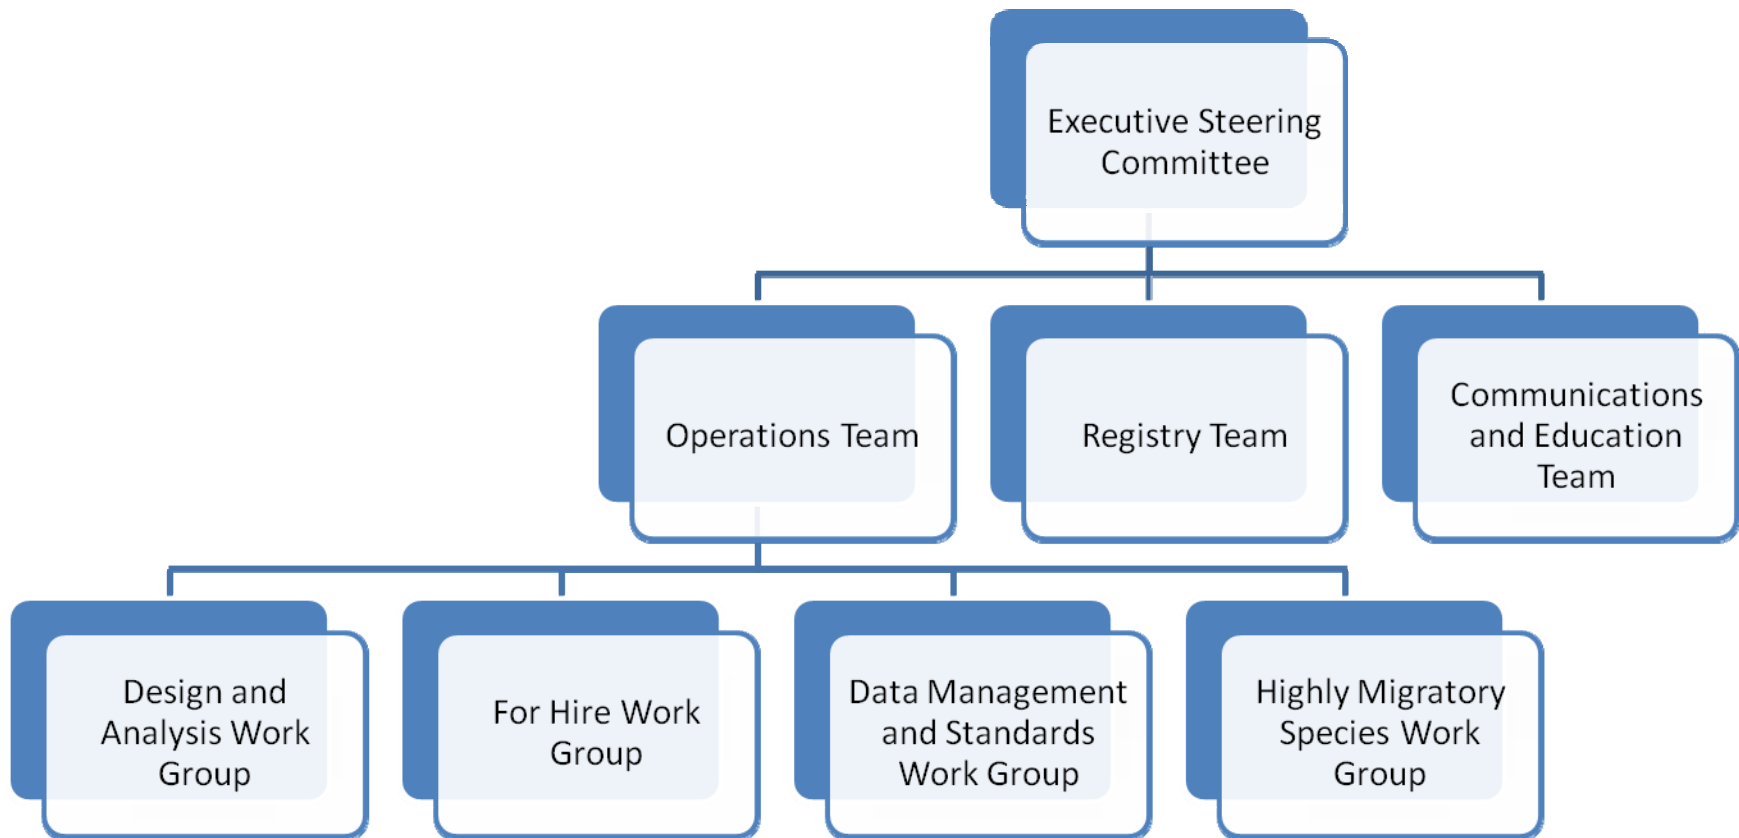 Executive Steering
Committee
Operations Team
Registry Team
Communications
and Education
Team
Design and
Analysis Work
Group
For Hire Work
Group
Data Management
and Standards
Work Group
Highly Migratory
Species Work
Group